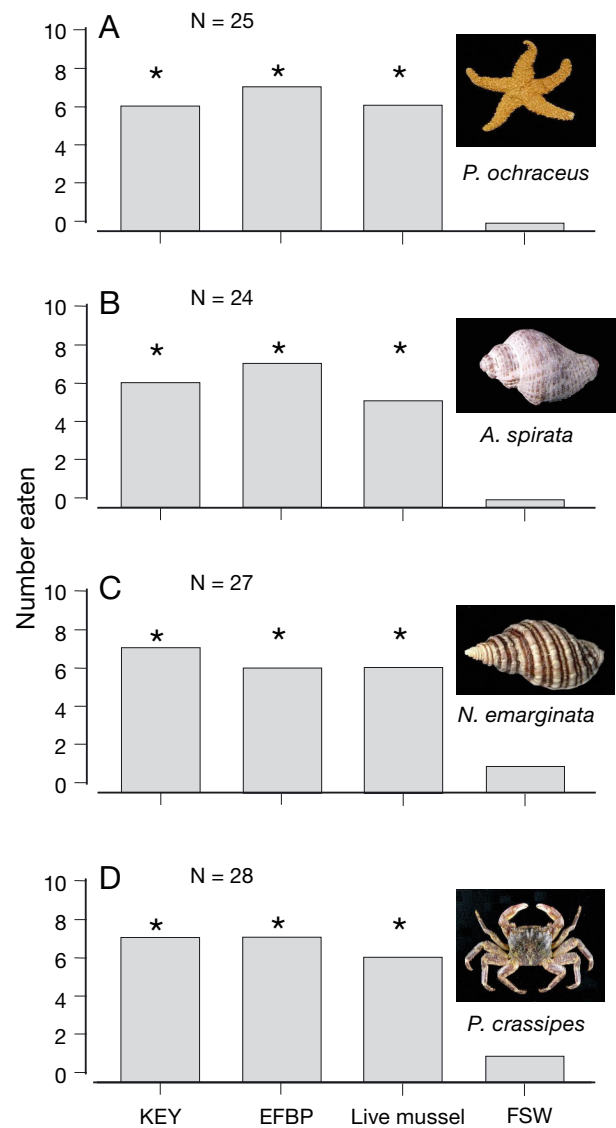 A
N = 25
10
8
6
4
2
0
*
*
*
P. ochraceus
B
N = 24
10
8
6
4
2
0
*
*
*
A. spirata
Number eaten
C
N = 27
10
8
6
4
2
0
*
*
*
N. emarginata
D
N = 28
10
8
6
4
2
0
*
*
*
P. crassipes
KEY EFBP Live mussel FSW